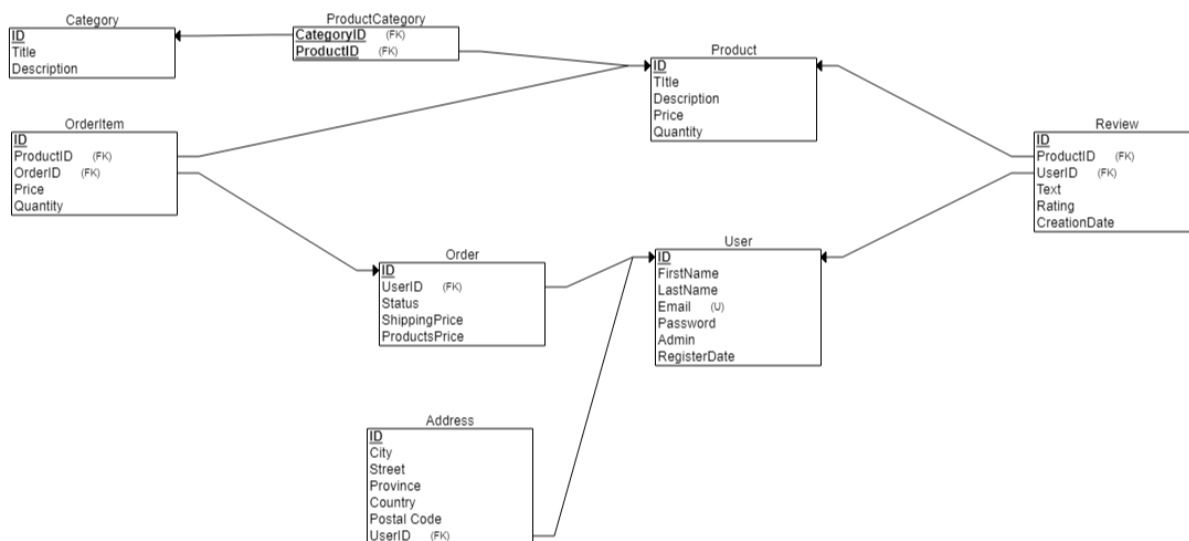 Category
ID
Title
Description
ProductCategory
CategoryID (FK)
ProductID (FK)
Product
ID
TItle
Description
Price
Quantity
OrderItem
ID
ProductID (FK)
OrderID (FK)
Price
Quantity
Review
ID
ProductID (FK)
UserID (FK)
Text
Rating
CreationDate
Order
ID
UserID (FK)
Status
ShippingPrice
ProductsPrice
User
ID
FirstName
LastName
Email (U)
Password
Admin
RegisterDate
Address
ID
City
Street
Province
Country
Postal Code
UserID (FK)